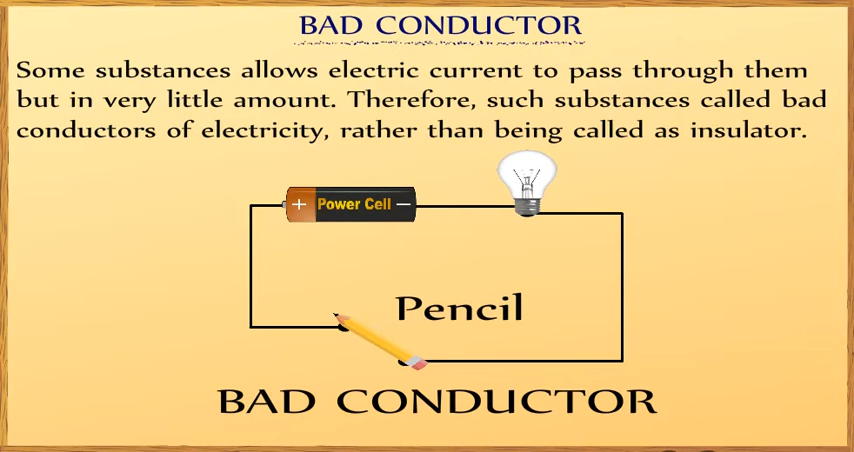 BAD CONDUCTOR
Some substances allows electric current to pass through them
but in very little amount. Therefore, such substances called bad
conductors of electricity, rather than being called as insulator.
+ Power Cell −
Pencil
BAD CONDUCTOR